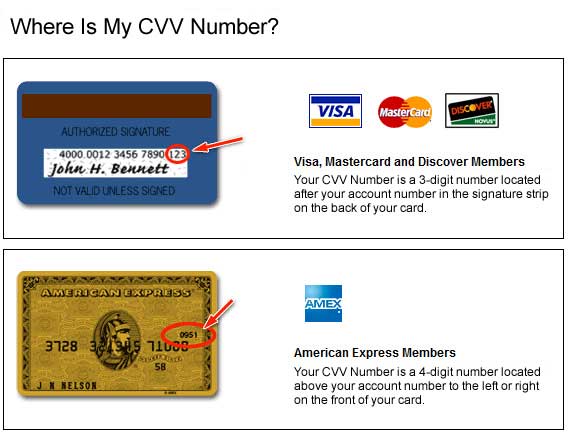 Where Is My CVV Number?
AUTHORIZED SIGNATURE
4000 0012 3456 7890 123
John H. Bennett
NOT VALID UNLESS SIGNED
VISA
MasterCard
DISCOVER
NOVUS
Visa, Mastercard and Discover Members
Your CVV Number is a 3-digit number located
after your account number in the signature strip
on the back of your card.
AMERICAN EXPRESS
0951
3728
71000
58
J N NELSON
AMEX
American Express Members
Your CVV Number is a 4-digit number located
above your account number to the left or right
on the front of your card.